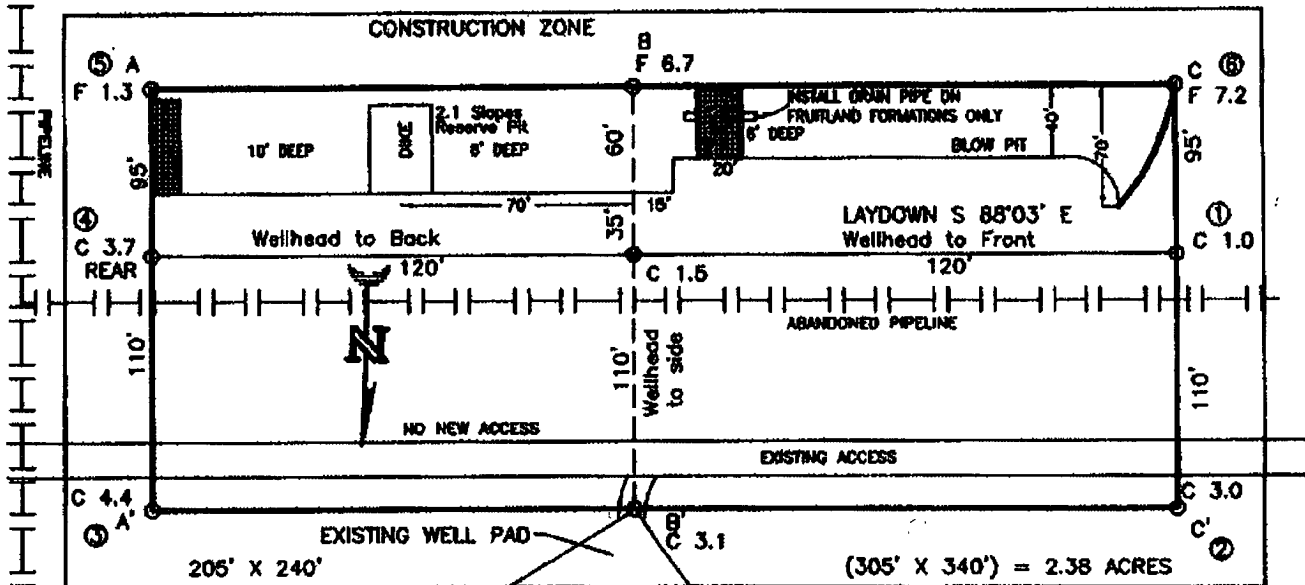 CONSTRUCTION ZONE
⑤ A
F 1.3
B
F 6.7
C ⑥
F 7.2
PIPELINE
INSTALL DRAIN PIPE ON
FRUITLAND FORMATIONS ONLY
2.1 Slopes
Reserve Pit
10' DEEP
DIKE
8' DEEP
60'
6' DEEP
BLOW PIT
40'
70'
95'
95'
20'
70'
15'
35'
LAYDOWN S 88°03' E
④
C 3.7
REAR
Wellhead to Back
120'
Wellhead to Front
120'
①
C 1.0
C 1.5
ABANDONED PIPELINE
N
110'
110'
Wellhead
to side
110'
NO NEW ACCESS
EXISTING ACCESS
C 4.4
③ A'
B'
C 3.1
C 3.0
C' ②
EXISTING WELL PAD
205' X 240'
(305' X 340') = 2.38 ACRES